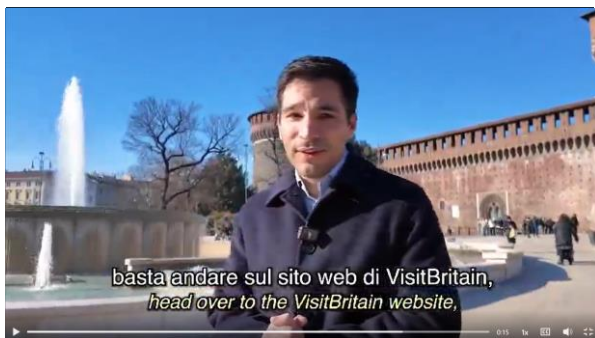 basta andare sul sito web di VisitBritain,
head over to the VisitBritain website,
0:15
1x